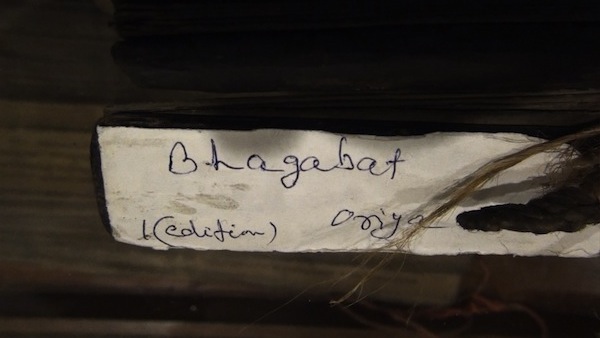 Bhagabat
1(edition) Oriya